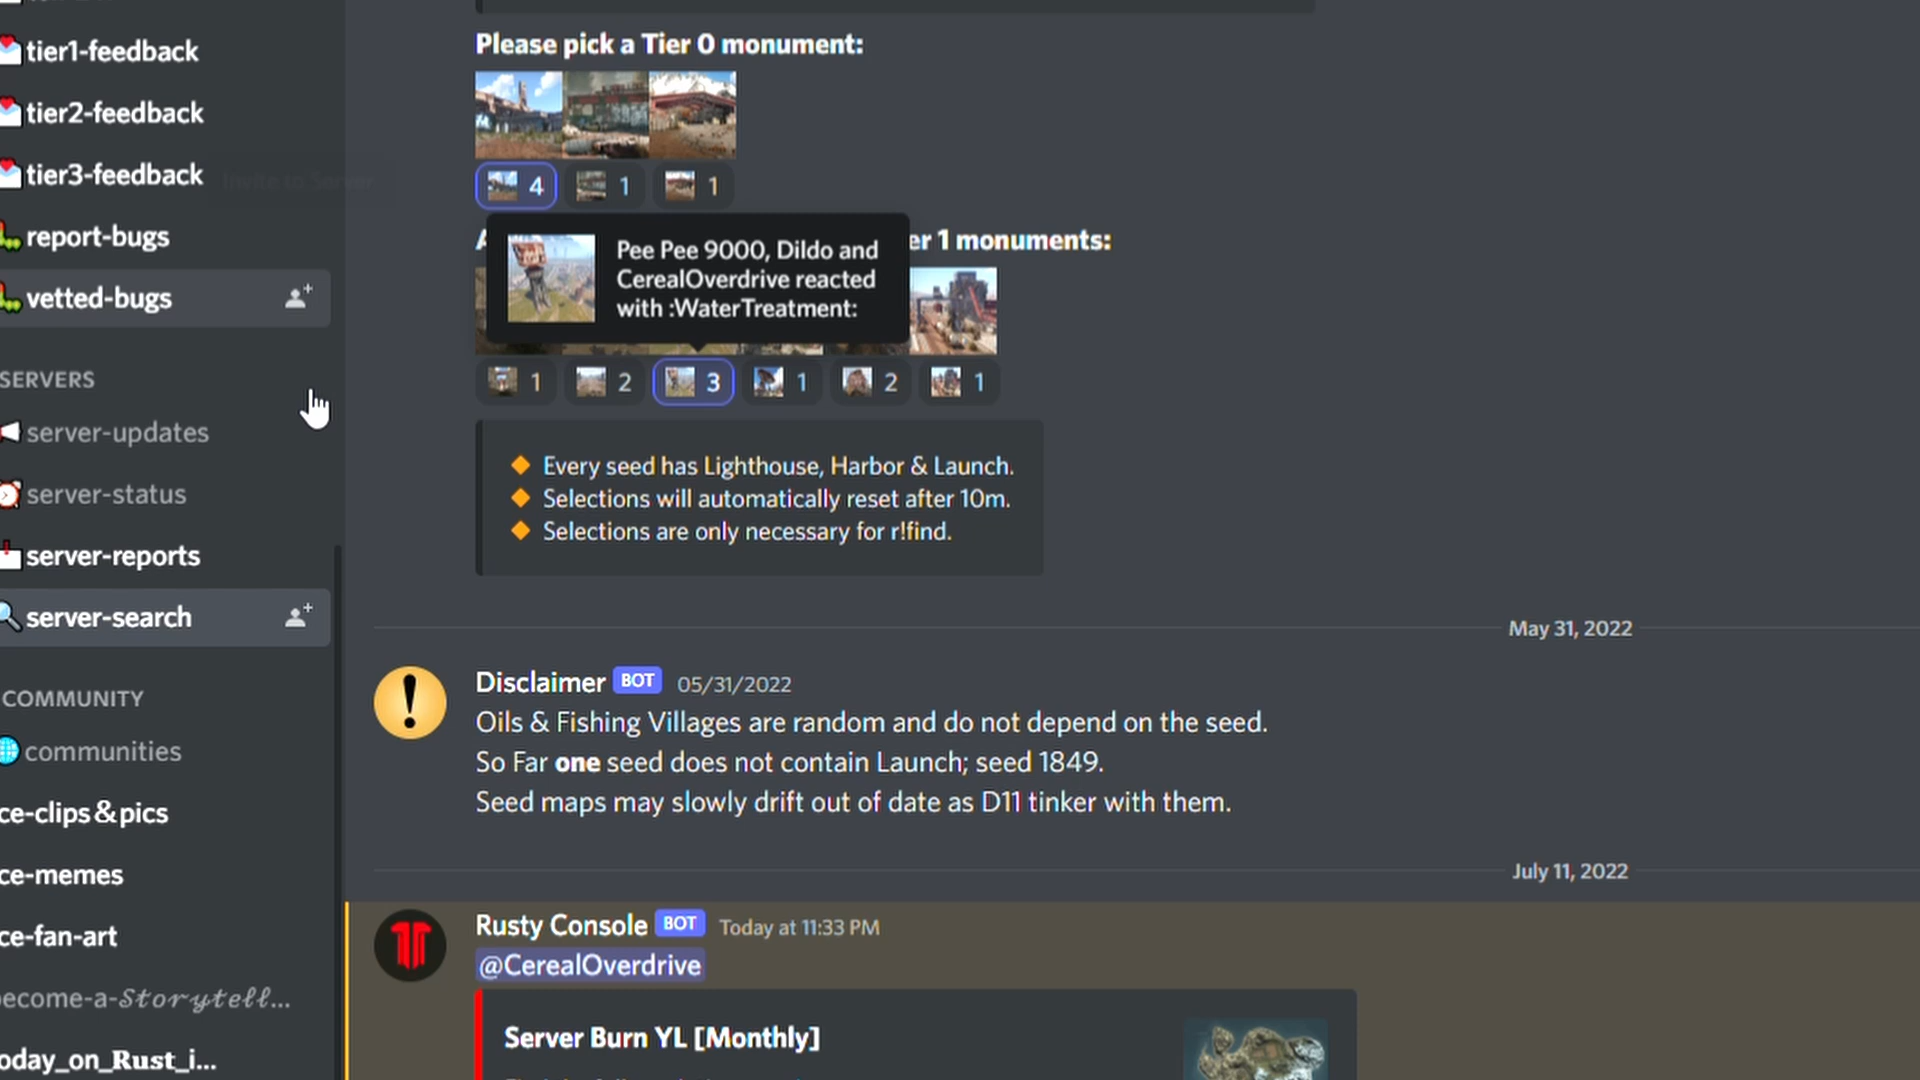 tier1-feedback
tier2-feedback
tier3-feedback
report-bugs
vetted-bugs
SERVERS
server-updates
server-status
server-reports
server-search
COMMUNITY
communities
ce-clips&pics
ce-memes
ce-fan-art
ecome-a-𝓢𝓽𝓸𝓻𝔂𝓽𝓮𝓵𝓵...
oday_on_𝐑𝐮𝐬𝐭_i...
Invite to Server
Please pick a Tier 0 monument:
4 1 1
er 1 monuments:
Pee Pee 9000, Dildo and
CerealOverdrive reacted
with :WaterTreatment:
1 2 3 1 2 1
Every seed has Lighthouse, Harbor & Launch.
Selections will automatically reset after 10m.
Selections are only necessary for r!find.
May 31, 2022
Disclaimer BOT 05/31/2022
Oils & Fishing Villages are random and do not depend on the seed.
So Far one seed does not contain Launch; seed 1849.
Seed maps may slowly drift out of date as D11 tinker with them.
July 11, 2022
Rusty Console BOT Today at 11:33 PM
@CerealOverdrive
Server Burn YL [Monthly]